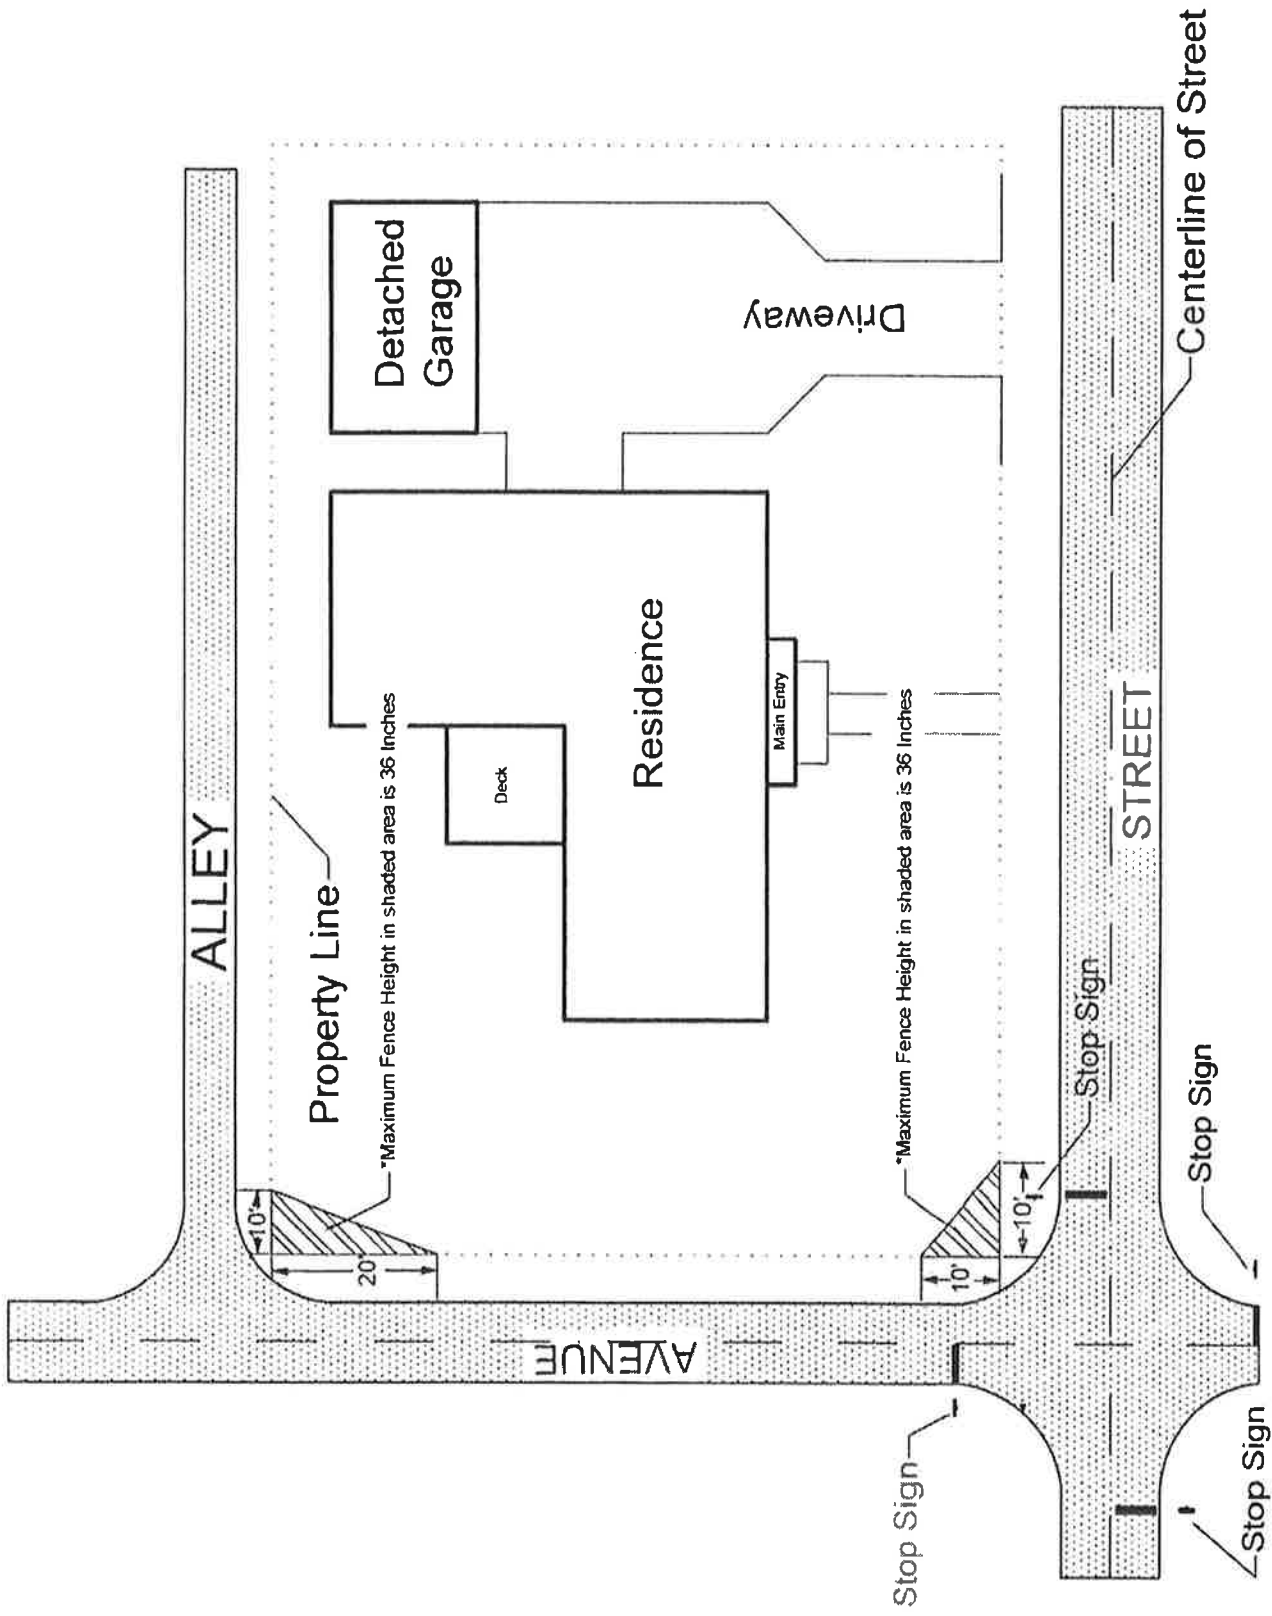 ALLEY
Property Line
*Maximum Fence Height in shaded area is 36 Inches
10'
20'
Detached
Garage
Deck
Residence
Main Entry
Driveway
*Maximum Fence Height in shaded area is 36 Inches
10'
10'
AVENUE
STREET
Centerline of Street
Stop Sign
Stop Sign
Stop Sign
Stop Sign